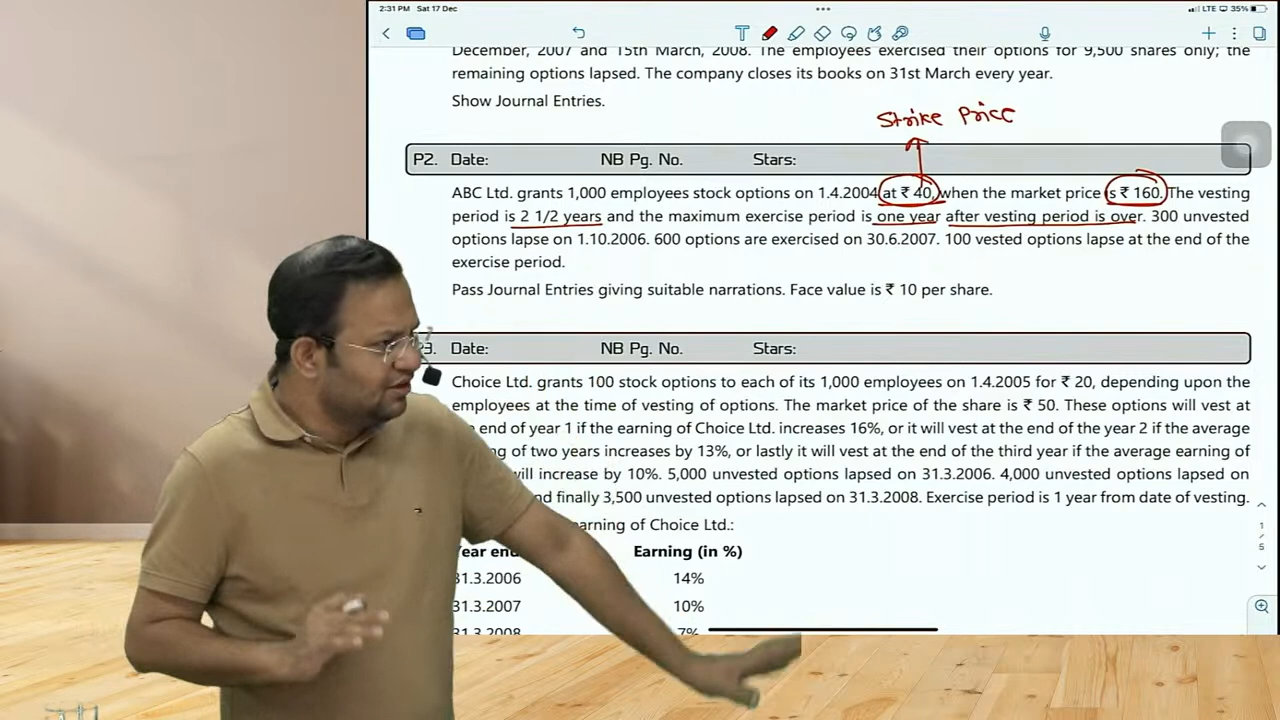 2:31 PM Sat 17 Dec
LTE 35%
December, 2007 and 15th March, 2008. The employees exercised their options for 9,500 shares only; the
remaining options lapsed. The company closes its books on 31st March every year.
Show Journal Entries.
Strike Price
P2. Date: NB Pg. No. Stars:
ABC Ltd. grants 1,000 employees stock options on 1.4.2004 at ₹ 40, when the market price is ₹ 160. The vesting
period is 2 1/2 years and the maximum exercise period is one year after vesting period is over. 300 unvested
options lapse on 1.10.2006. 600 options are exercised on 30.6.2007. 100 vested options lapse at the end of the
exercise period.
Pass Journal Entries giving suitable narrations. Face value is ₹ 10 per share.
3. Date: NB Pg. No. Stars:
Choice Ltd. grants 100 stock options to each of its 1,000 employees on 1.4.2005 for ₹ 20, depending upon the
employees at the time of vesting of options. The market price of the share is ₹ 50. These options will vest at
end of year 1 if the earning of Choice Ltd. increases 16%, or it will vest at the end of the year 2 if the average
of two years increases by 13%, or lastly it will vest at the end of the third year if the average earning of
will increase by 10%. 5,000 unvested options lapsed on 31.3.2006. 4,000 unvested options lapsed on
finally 3,500 unvested options lapsed on 31.3.2008. Exercise period is 1 year from date of vesting.
earning of Choice Ltd.:
Year Earning (in %)
31.3.2006 14%
31.3.2007 10%
31.3.2008 7%
1
/
5